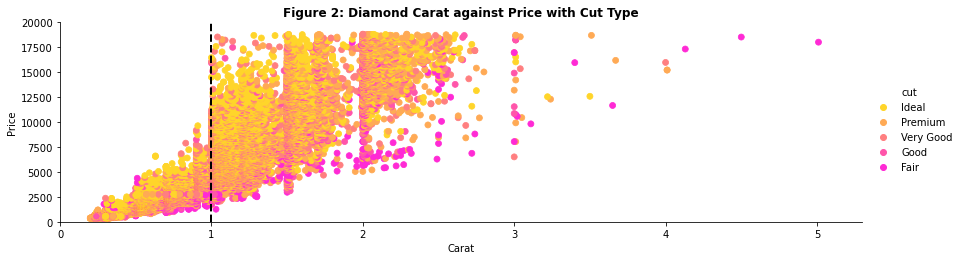 Figure 2: Diamond Carat against Price with Cut Type
20000
17500
15000
12500
10000
7500
5000
2500
0
Price
0
1
2
3
4
5
Carat
cut
Ideal
Premium
Very Good
Good
Fair